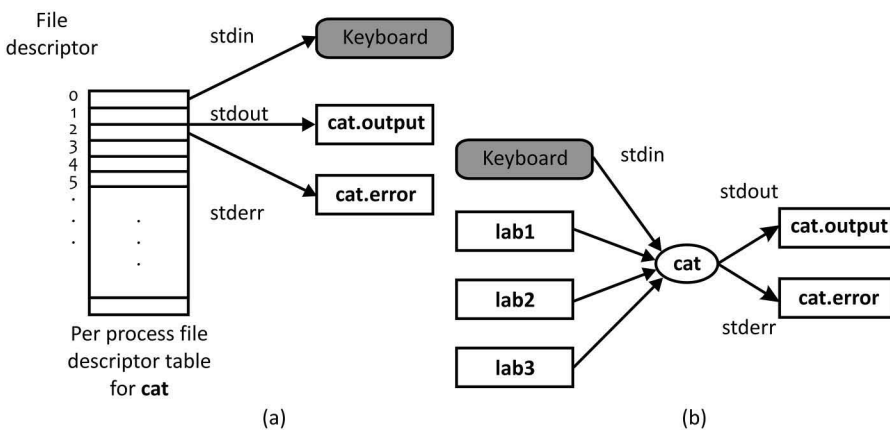 File
descriptor
stdin
Keyboard
0
1
2
3
4
5
stdout
cat.output
stderr
cat.error
Per process file
descriptor table
for cat
(a)
Keyboard
stdin
lab1
lab2
lab3
cat
stdout
cat.output
cat.error
stderr
(b)